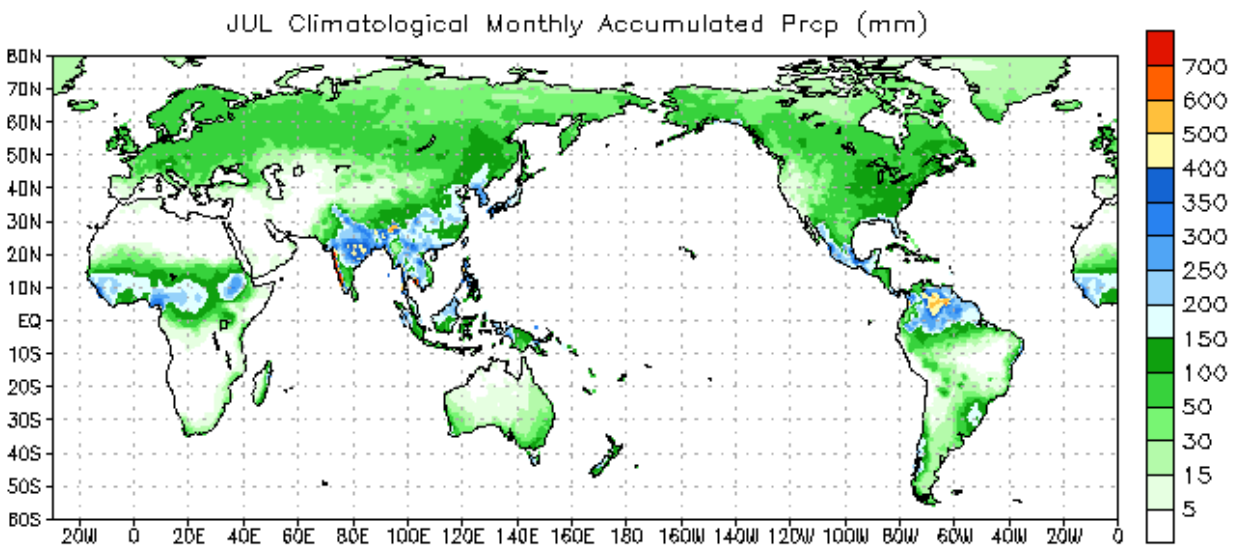 JUL Climatological Monthly Accumulated Prcp (mm)
80N
70N
60N
50N
40N
30N
20N
10N
EQ
10S
20S
30S
40S
50S
60S
20W 0 20E 40E 60E 80E 100E 120E 140E 160E 180 160W 140W 120W 100W 80W 60W 40W 20W 0
700
600
500
400
350
300
250
200
150
100
50
30
15
5